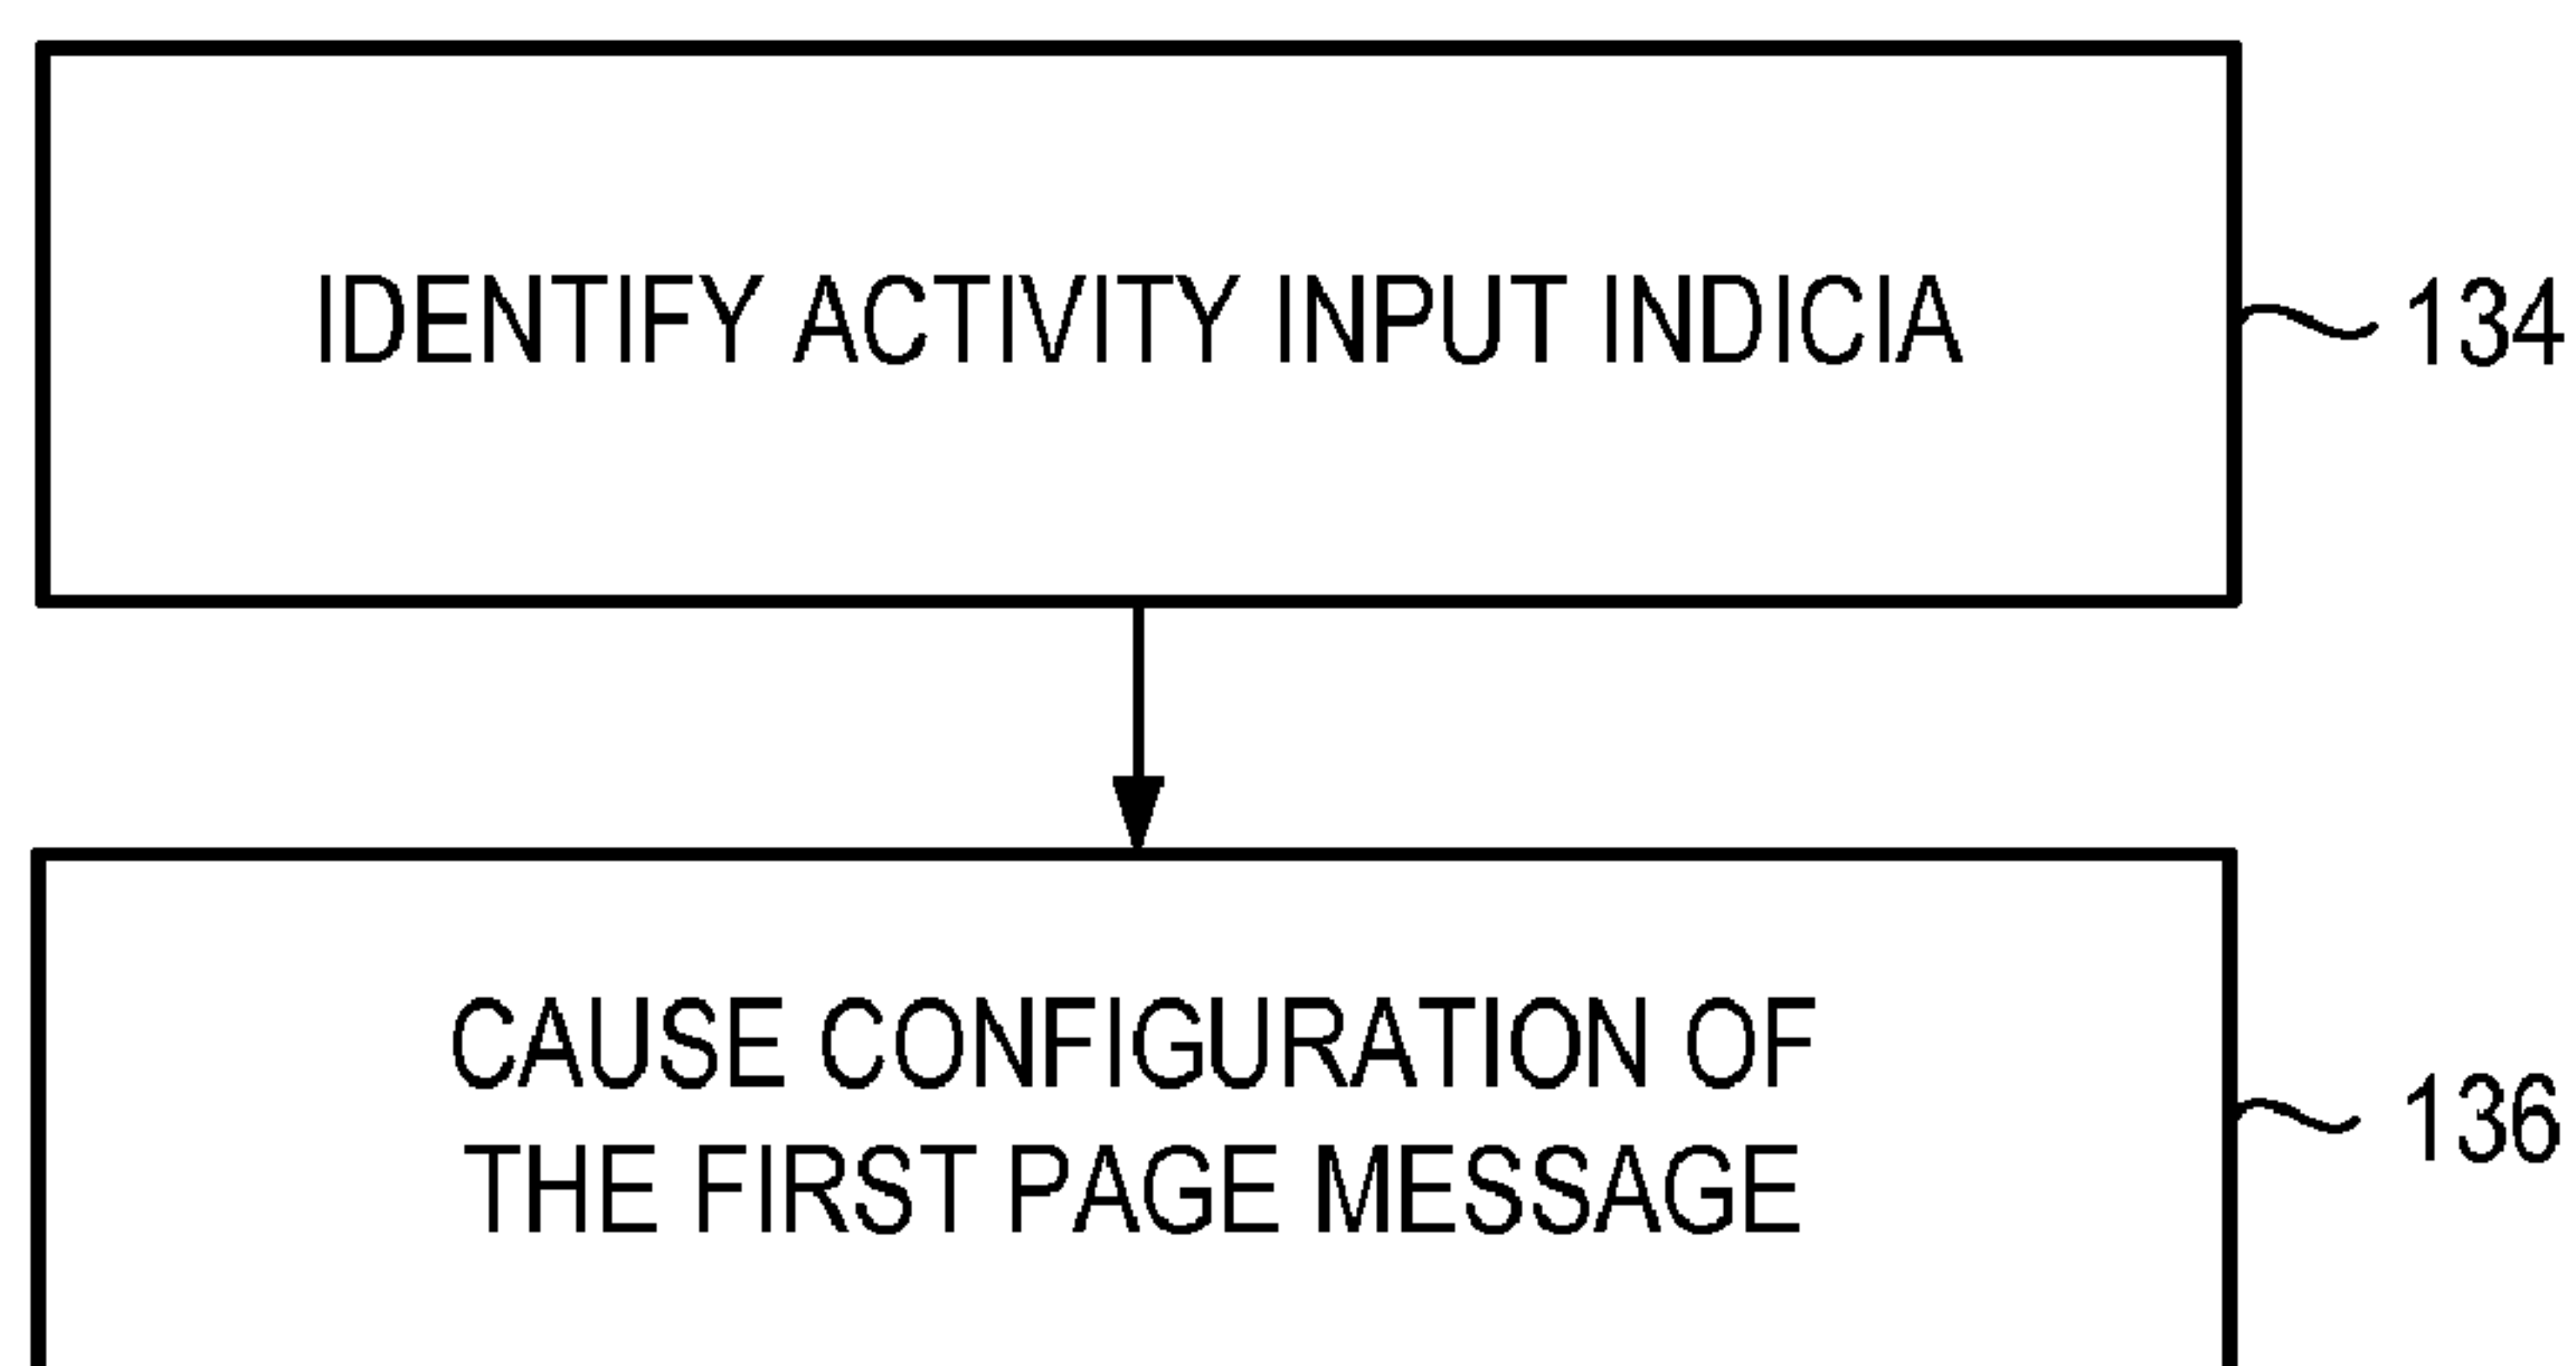 IDENTIFY ACTIVITY INPUT INDICIA
134
CAUSE CONFIGURATION OF
THE FIRST PAGE MESSAGE
136